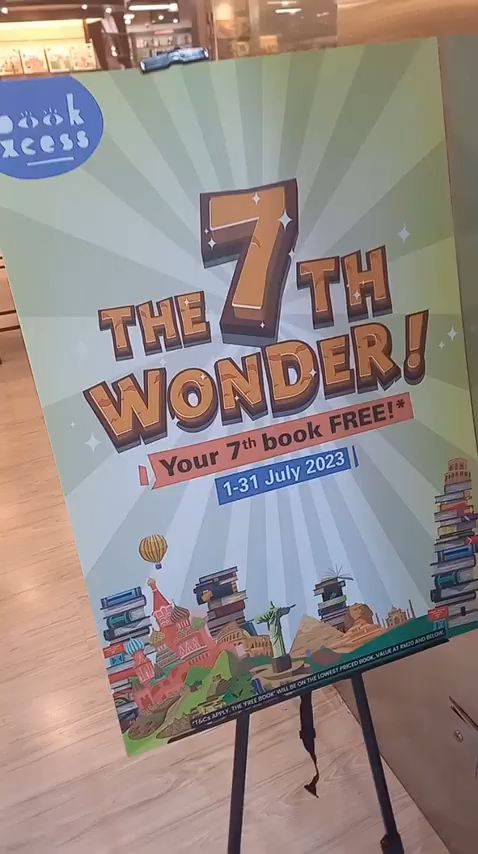 book
xcess
THE 7TH
WONDER!
Your 7th book FREE!*
1-31 July 2023
*T&Cs APPLY. THE 'FREE BOOK' WILL BE ON THE LOWEST PRICED BOOK, VALUE AT RM20 AND BELOW.